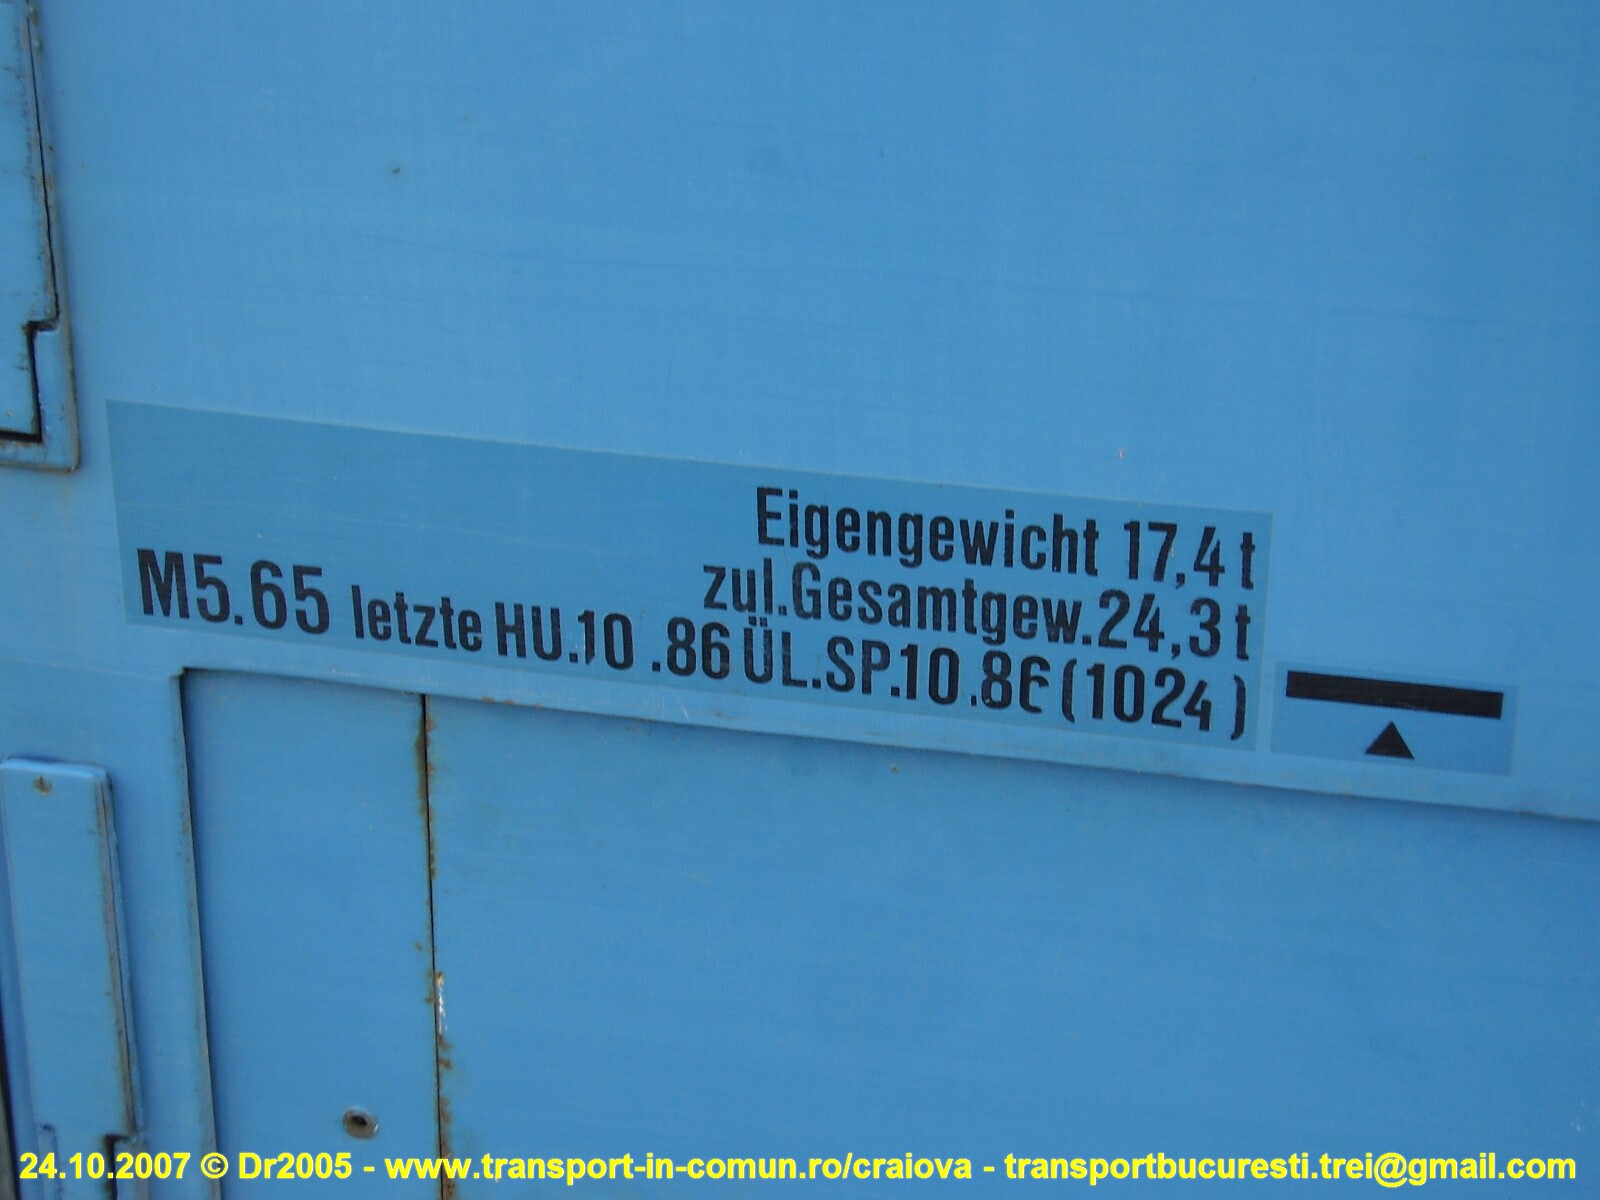 Eigengewicht 17,4 t
zul.Gesamtgew.24,3 t
M5.65 letzte HU.10 .86 ÜL.SP.10.86 (1024)
24.10.2007 © Dr2005 - www.transport-in-comun.ro/craiova - transportbucuresti.trei@gmail.com